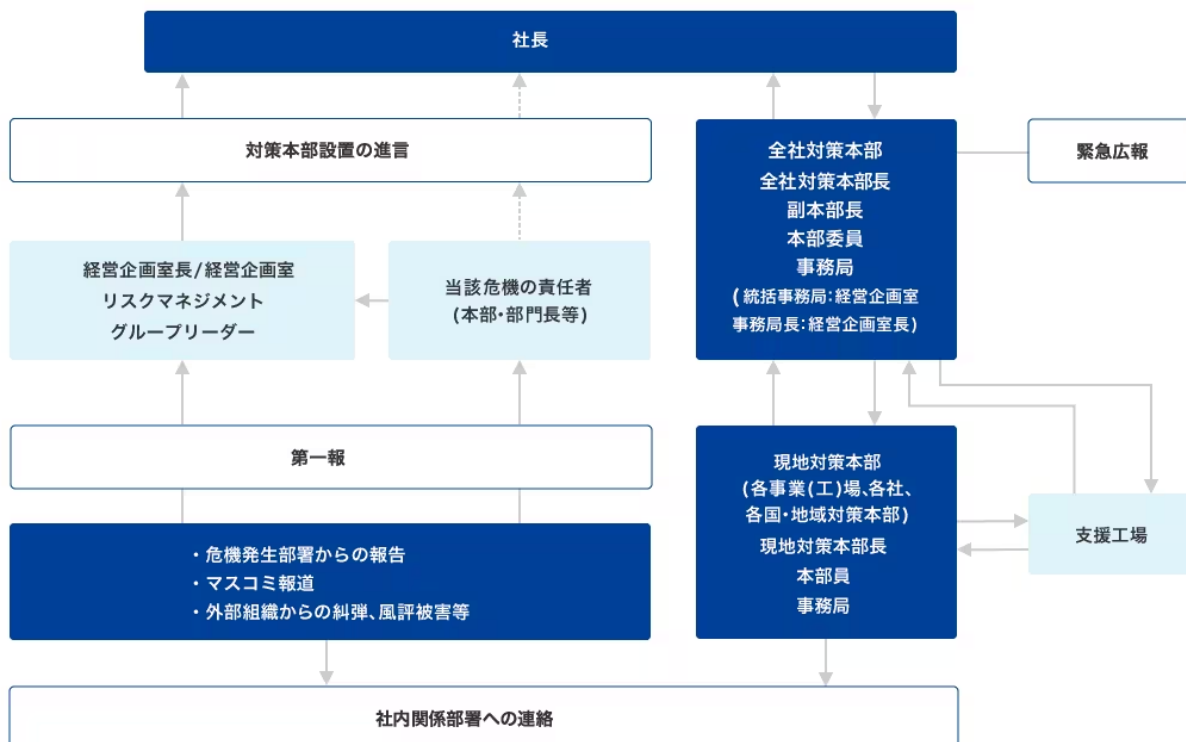 社長
対策本部設置の進言
経営企画室長/経営企画室
リスクマネジメント
グループリーダー
当該危機の責任者
(本部・部門長等)
第一報
・危機発生部署からの報告
・マスコミ報道
・外部組織からの糾弾、風評被害等
全社対策本部
全社対策本部長
副本部長
本部委員
事務局
(統括事務局:経営企画室
事務局長:経営企画室長)
緊急広報
現地対策本部
(各事業(工)場、各社、
各国・地域対策本部)
現地対策本部長
本部員
事務局
支援工場
社内関係部署への連絡